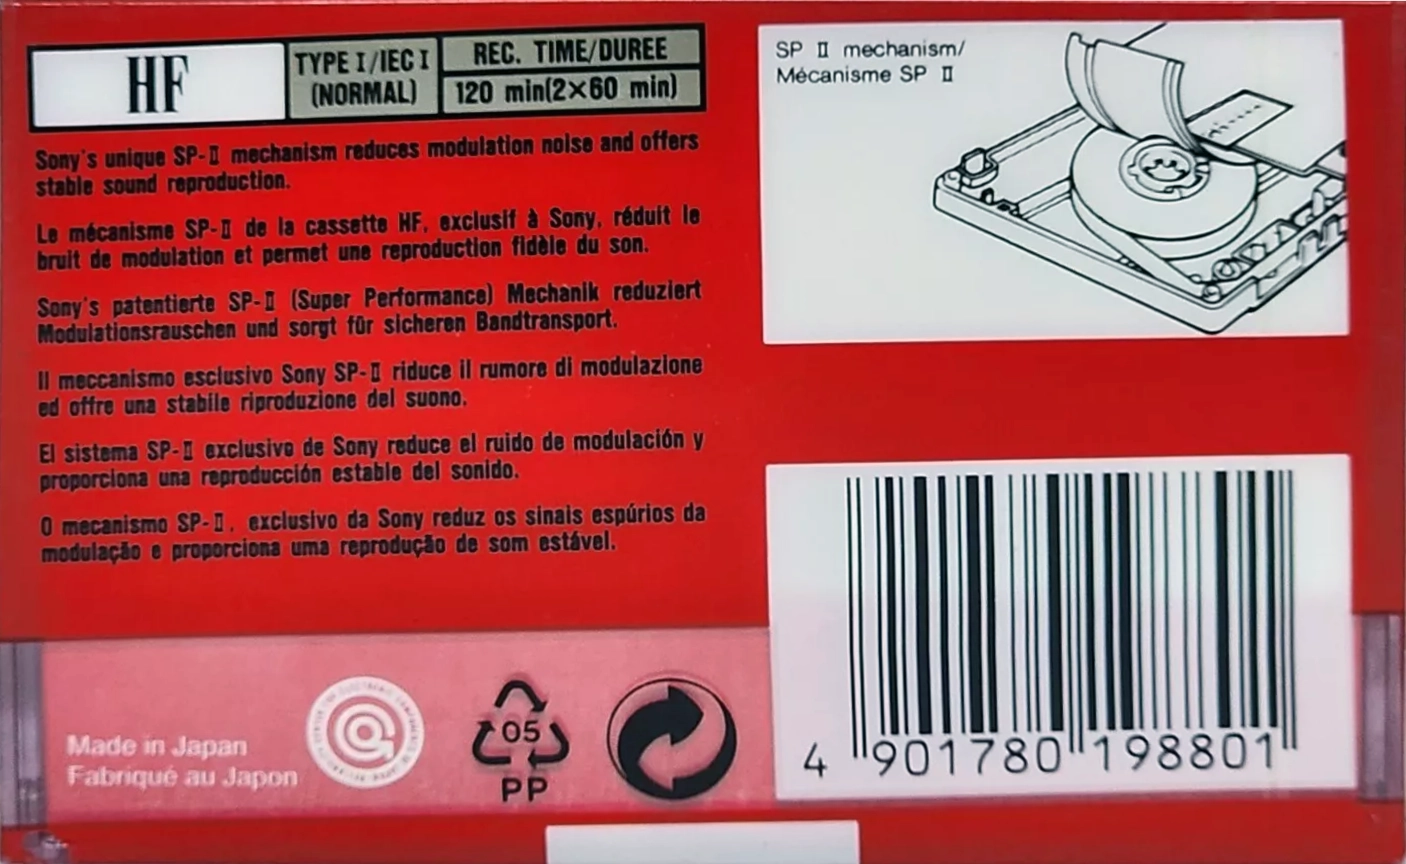 HF
TYPE I/IEC I
(NORMAL)
REC. TIME/DUREE
120 min(2×60 min)
Sony's unique SP-II mechanism reduces modulation noise and offers
stable sound reproduction.
Le mécanisme SP-II de la cassette HF, exclusif à Sony, réduit le
bruit de modulation et permet une reproduction fidèle du son.
Sony's patentierte SP-II (Super Performance) Mechanik reduziert
Modulationsrauschen und sorgt für sicheren Bandtransport.
Il meccanismo esclusivo Sony SP-II riduce il rumore di modulazione
ed offre una stabile riproduzione del suono.
El sistema SP-II exclusivo de Sony reduce el ruido de modulación y
proporciona una reproducción estable del sonido.
O mecanismo SP-II, exclusivo da Sony reduz os sinais espúrios da
modulação e proporciona uma reprodução de som estável.
SP II mechanism/
Mécanisme SP II
Made in Japan
Fabriqué au Japon
05
PP
4 901780 198801